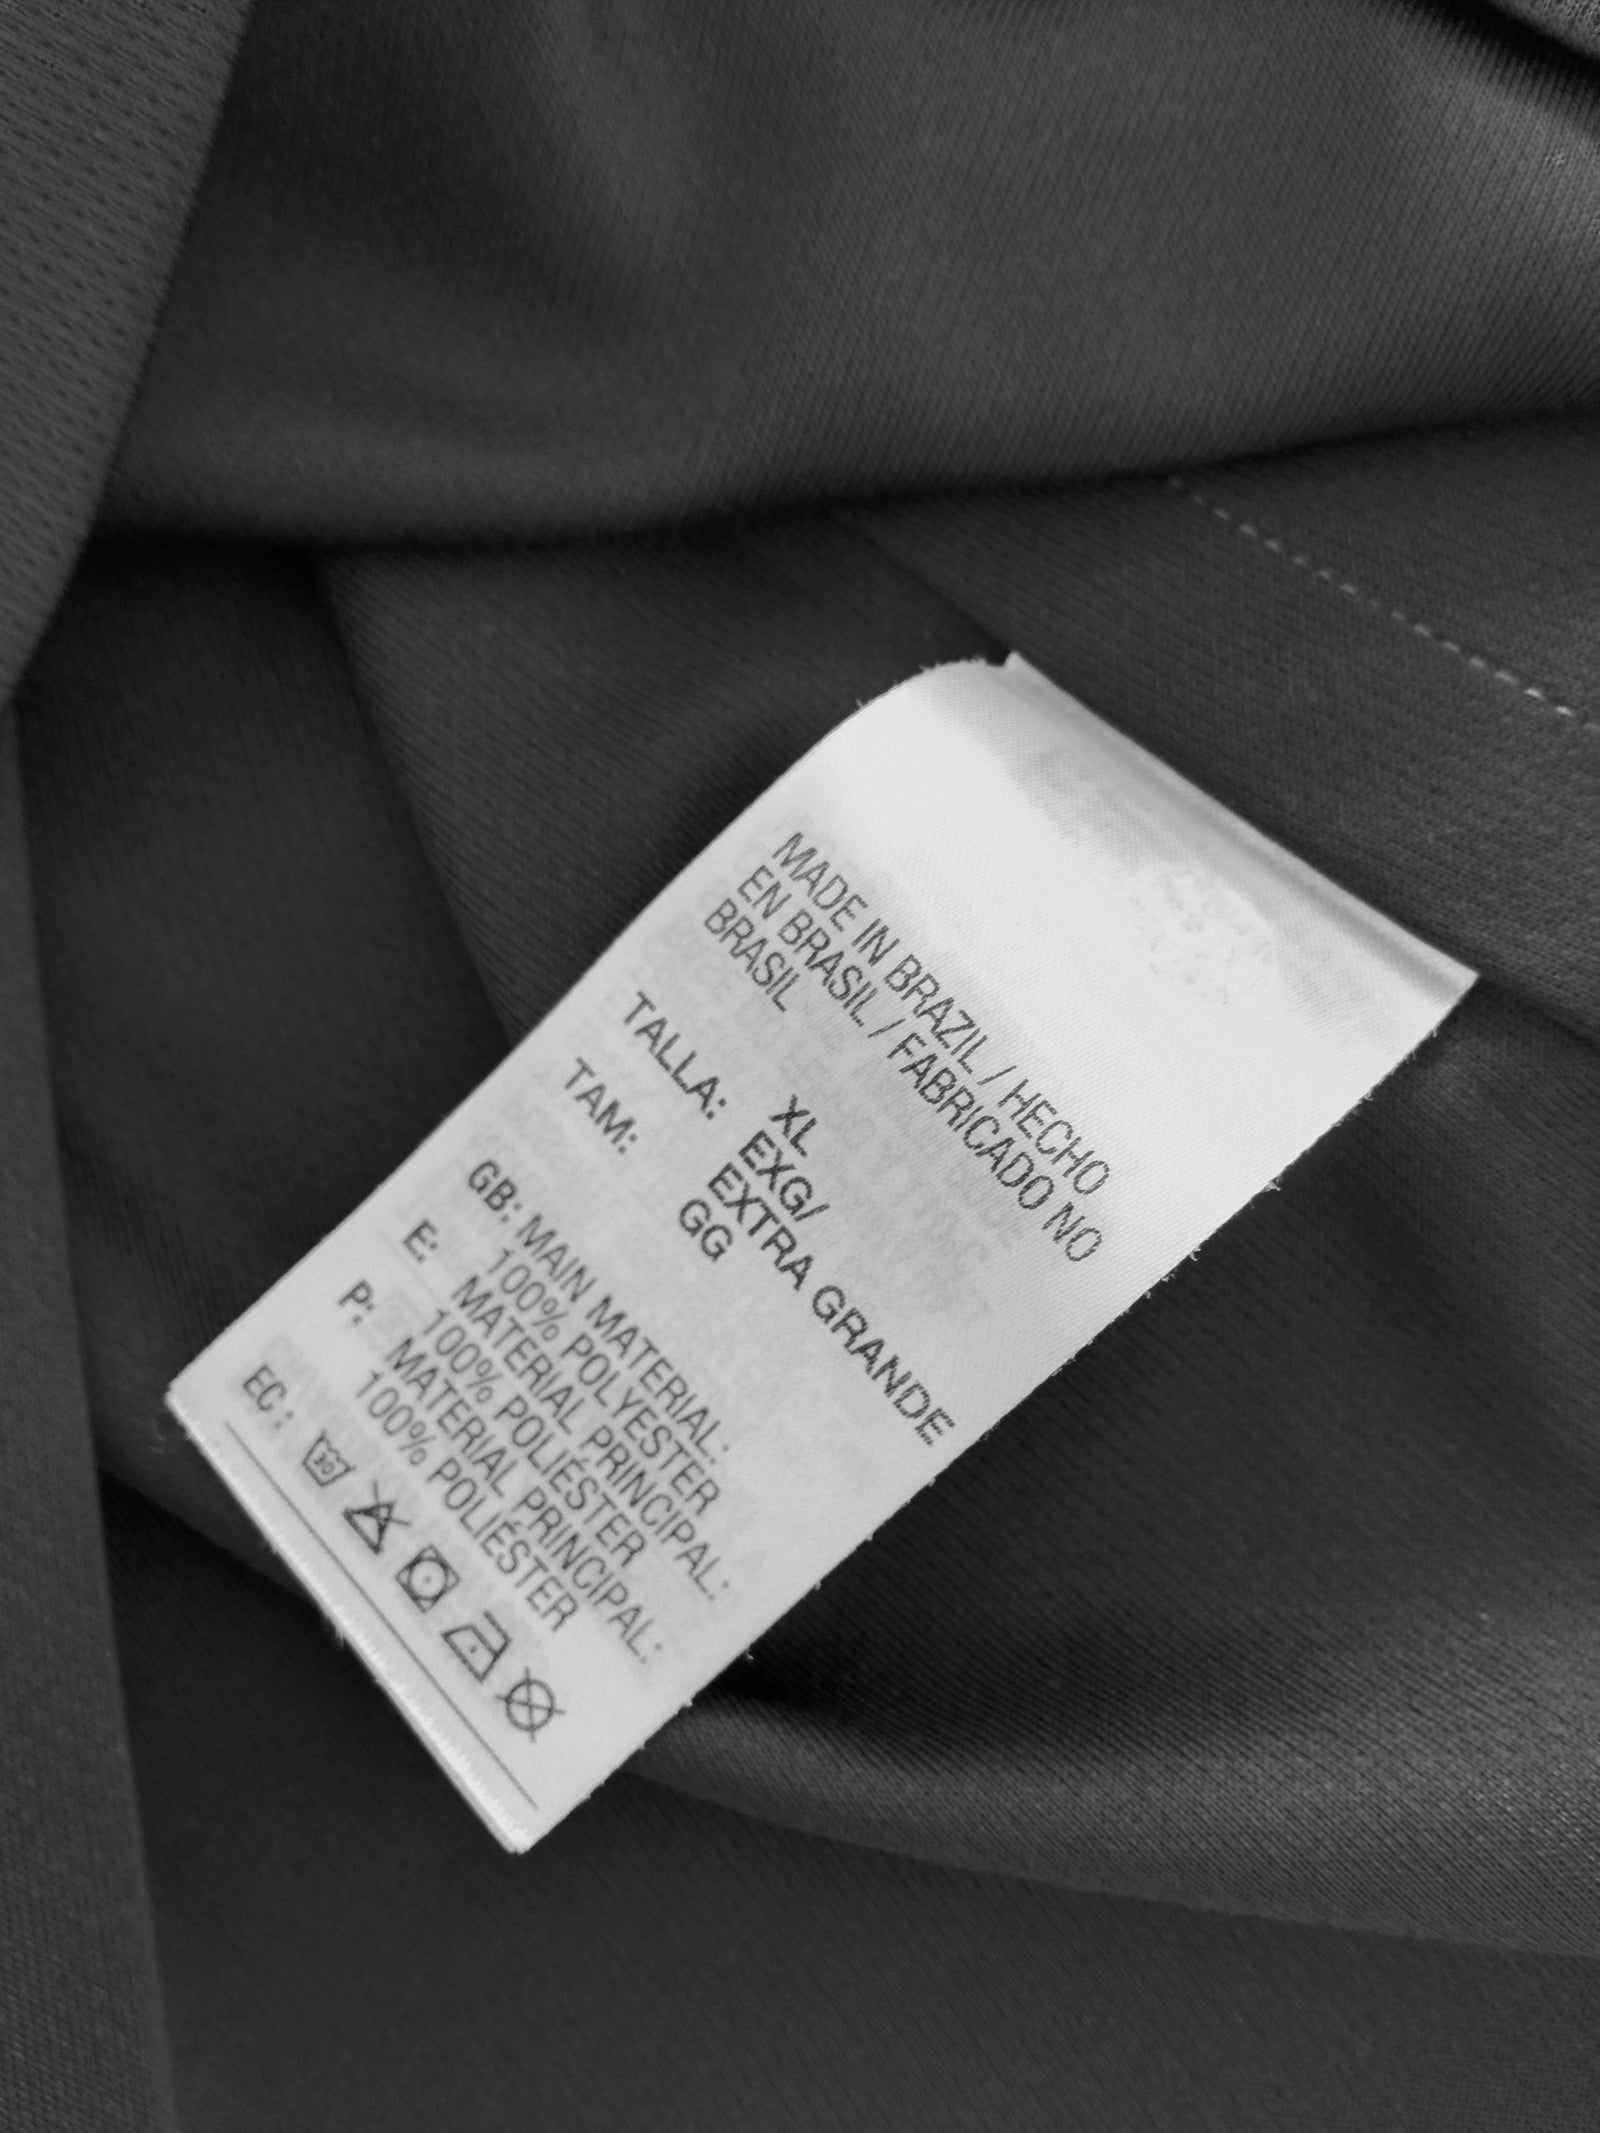 MADE IN BRAZIL / HECHO
EN BRASIL / FABRICADO NO
BRASIL
TALLA: XL
EXG/
EXTRA GRANDE
TAM: GG
GB: MAIN MATERIAL:
100% POLYESTER
E: MATERIAL PRINCIPAL:
100% POLIÉSTER
P: MATERIAL PRINCIPAL:
100% POLIÉSTER
EC:
30